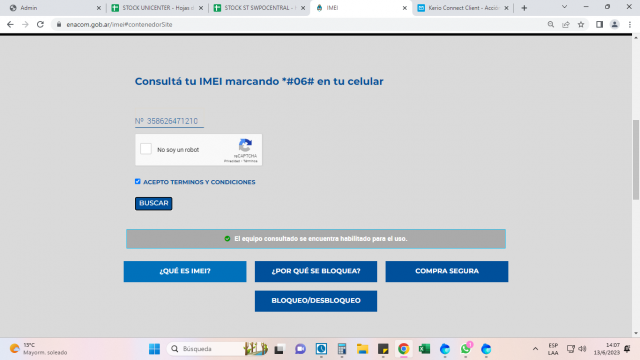 Admin
STOCK UNICENTER - Hojas d
STOCK ST SWPOCENTRAL -
IMEI
Kerio Connect Client - Acció
enacom.gob.ar/imei#contenedorSite
Consultá tu IMEI marcando *#06# en tu celular
Nº 358626471210
No soy un robot
reCAPTCHA
Privacidad - Términos
ACEPTO TERMINOS Y CONDICIONES
BUSCAR
El equipo consultado se encuentra habilitado para el uso.
¿QUÉ ES IMEI?
¿POR QUÉ SE BLOQUEA?
COMPRA SEGURA
BLOQUEO/DESBLOQUEO
13°C
Mayorm. soleado
Búsqueda
ESP
LAA
14:07
13/6/2023